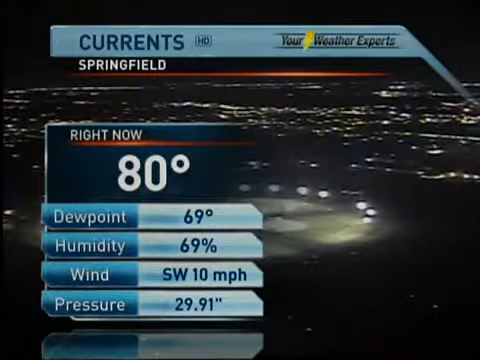 CURRENTS HD
Your Weather Experts
SPRINGFIELD
RIGHT NOW
80°
Dewpoint 69°
Humidity 69%
Wind SW 10 mph
Pressure 29.91"